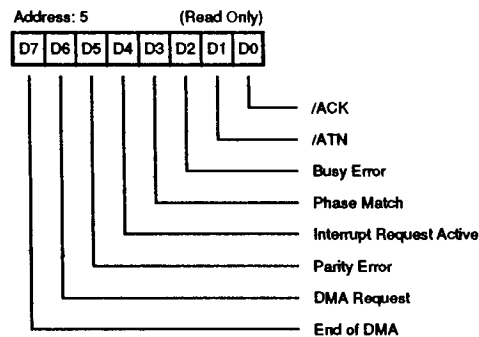 Address: 5 (Read Only)
D7 D6 D5 D4 D3 D2 D1 D0
/ACK
/ATN
Busy Error
Phase Match
Interrupt Request Active
Parity Error
DMA Request
End of DMA